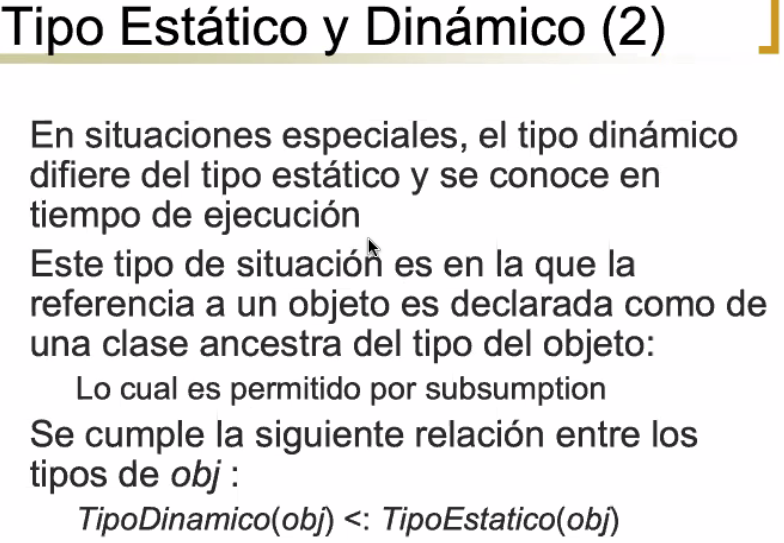 Tipo Estático y Dinámico (2)
En situaciones especiales, el tipo dinámico
difiere del tipo estático y se conoce en
tiempo de ejecución
Este tipo de situación es en la que la
referencia a un objeto es declarada como de
una clase ancestra del tipo del objeto:
Lo cual es permitido por subsumption
Se cumple la siguiente relación entre los
tipos de obj :
TipoDinamico(obj) <: TipoEstatico(obj)